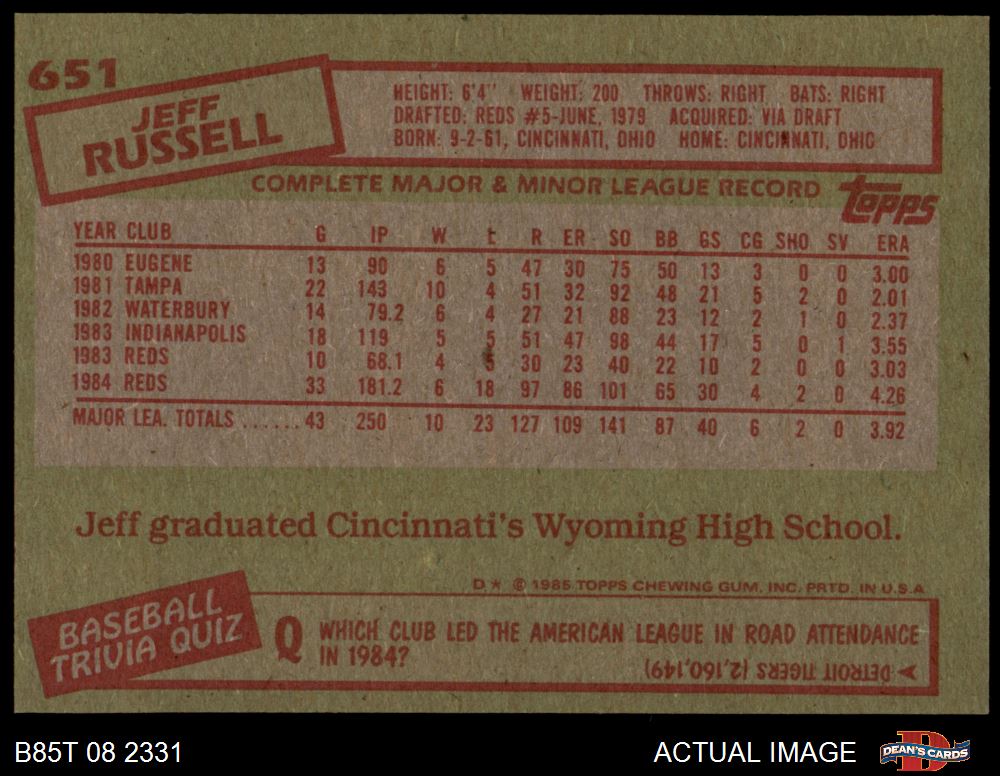 651
JEFF
RUSSELL
HEIGHT: 6'4" WEIGHT: 200 THROWS: RIGHT BATS: RIGHT
DRAFTED: REDS #5-JUNE, 1979 ACQUIRED: VIA DRAFT
BORN: 9-2-61, CINCINNATI, OHIO HOME: CINCINNATI, OHIO
COMPLETE MAJOR & MINOR LEAGUE RECORD
topps
YEAR CLUB G IP W L R ER SO BB GS CG SHO SV ERA
1980 EUGENE 13 90 6 5 47 30 75 50 13 3 0 0 3.00
1981 TAMPA 22 143 10 4 51 32 92 48 21 5 2 0 2.01
1982 WATERBURY 14 79.2 6 4 27 21 88 23 12 2 1 0 2.37
1983 INDIANAPOLIS 18 119 5 5 51 47 98 44 17 5 0 1 3.55
1983 REDS 10 68.1 4 5 30 23 40 22 10 2 0 0 3.03
1984 REDS 33 181.2 6 18 97 86 101 65 30 4 2 0 4.26
MAJOR LEA. TOTALS ...... 43 250 10 23 127 109 141 87 40 6 2 0 3.92
Jeff graduated Cincinnati's Wyoming High School.
D* © 1985 TOPPS CHEWING GUM, INC. PRTD. IN U.S.A
BASEBALL
TRIVIA QUIZ
Q WHICH CLUB LED THE AMERICAN LEAGUE IN ROAD ATTENDANCE
IN 1984?
DETROIT TIGERS (2,160,149)
B85T 08 2331
ACTUAL IMAGE
DEAN'S CARDS